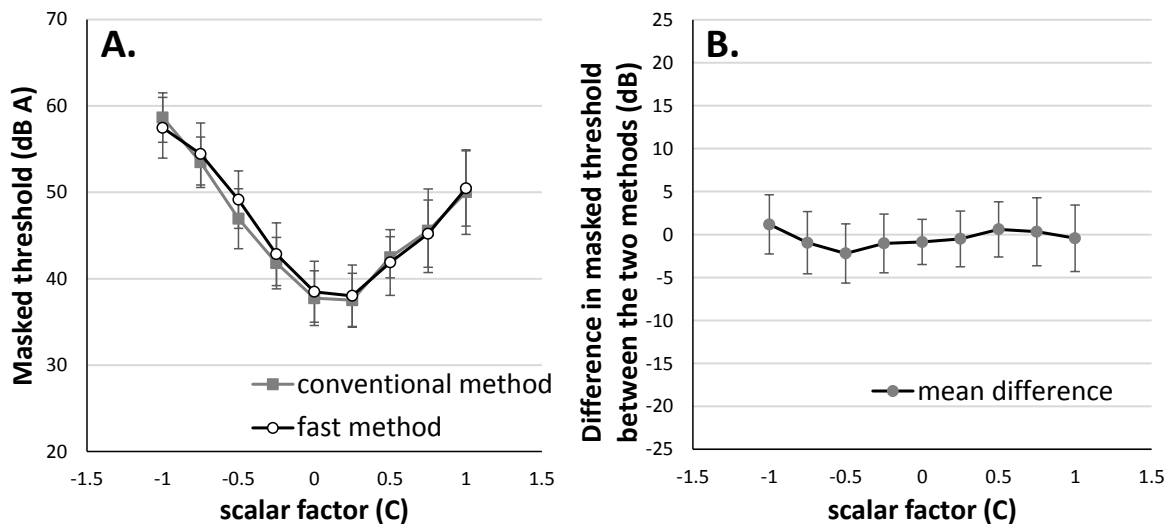 A.
Masked threshold (dB A)
70
60
50
40
30
20
-1.5 -1 -0.5 0 0.5 1 1.5
scalar factor (C)
conventional method
fast method
B.
Difference in masked threshold
between the two methods (dB)
25
20
15
10
5
0
-5
-10
-15
-20
-25
-1.5 -1 -0.5 0 0.5 1 1.5
scalar factor (C)
mean difference